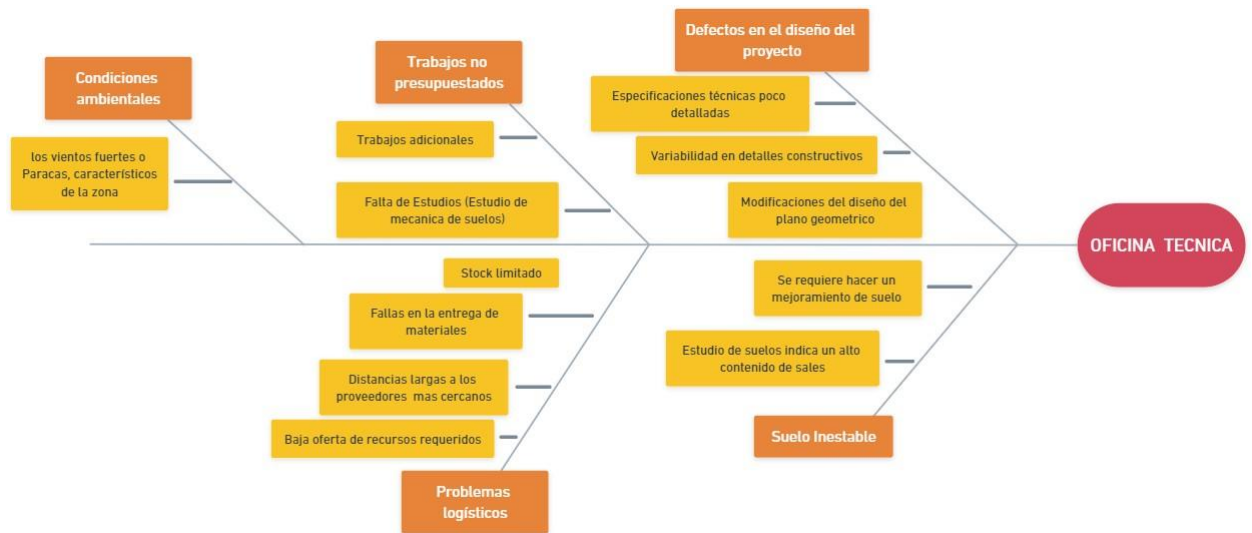 Condiciones
ambientales
los vientos fuertes o
Paracas, característicos
de la zona
Trabajos no
presupuestados
Trabajos adicionales
Falta de Estudios (Estudio de
mecanica de suelos)
Defectos en el diseño del
proyecto
Especificaciones técnicas poco
detalladas
Variabilidad en detalles constructivos
Modificaciones del diseño del
plano geometrico
OFICINA TECNICA
Stock limitado
Fallas en la entrega de
materiales
Distancias largas a los
proveedores mas cercanos
Baja oferta de recursos requeridos
Problemas
logísticos
Se requiere hacer un
mejoramiento de suelo
Estudio de suelos indica un alto
contenido de sales
Suelo Inestable